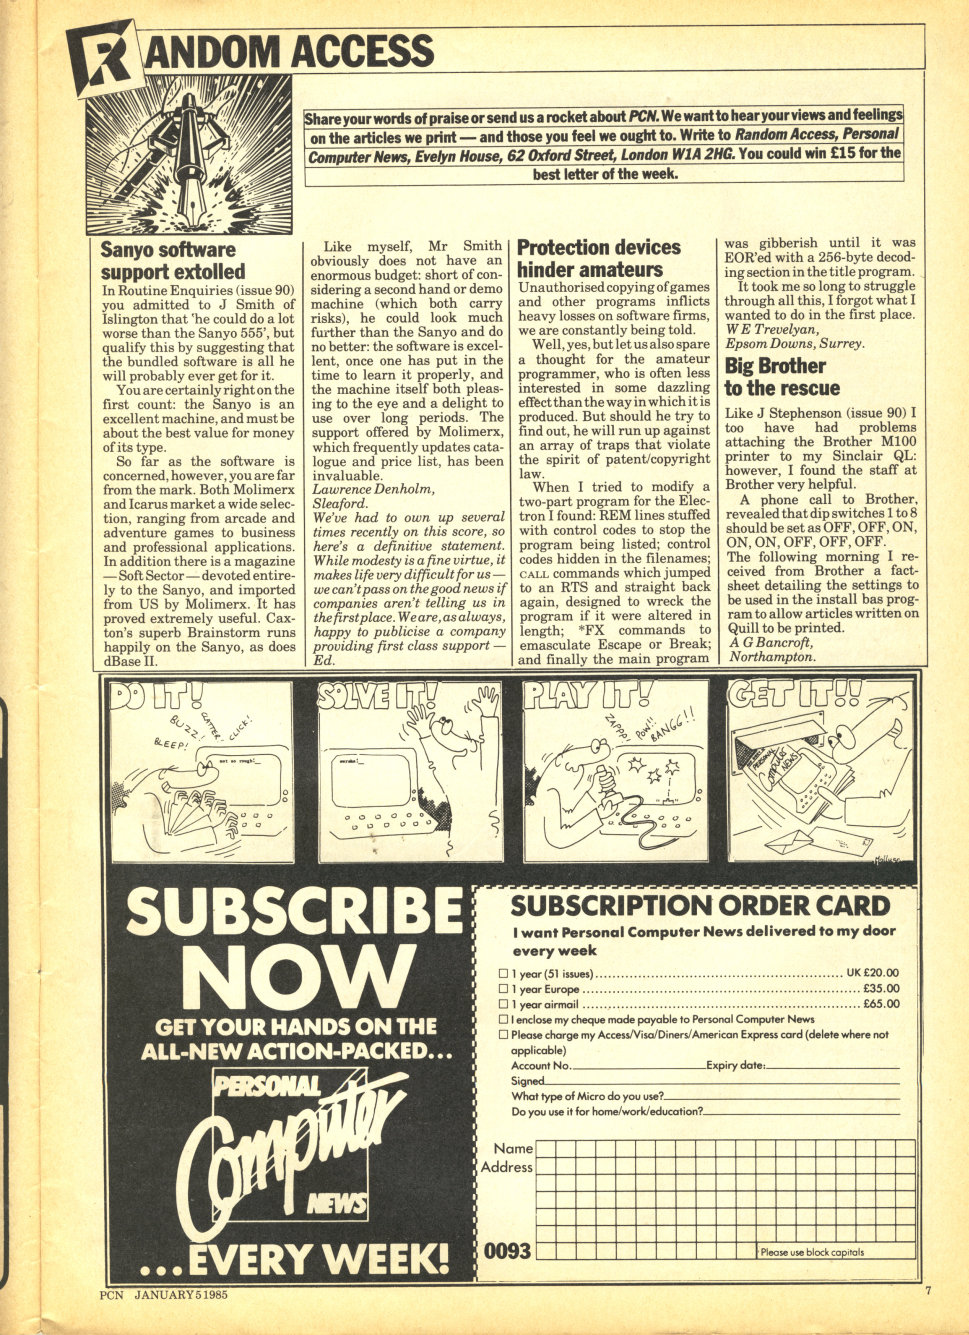 RANDOM ACCESS
Share your words of praise or send us a rocket about PCN. We want to hear your views and feelings
on the articles we print — and those you feel we ought to. Write to Random Access, Personal
Computer News, Evelyn House, 62 Oxford Street, London W1A 2HG. You could win £15 for the
best letter of the week.
Sanyo software
support extolled
In Routine Enquiries (issue 90)
you admitted to J Smith of
Islington that 'he could do a lot
worse than the Sanyo 555', but
qualify this by suggesting that
the bundled software is all he
will probably ever get for it.
You are certainly right on the
first count: the Sanyo is an
excellent machine, and must be
about the best value for money
of its type.
So far as the software is
concerned, however, you are far
from the mark. Both Molimerx
and Icarus market a wide selec-
tion, ranging from arcade and
adventure games to business
and professional applications.
In addition there is a magazine
— Soft Sector — devoted entire-
ly to the Sanyo, and imported
from US by Molimerx. It has
proved extremely useful. Cax-
ton's superb Brainstorm runs
happily on the Sanyo, as does
dBase II.
Like myself, Mr Smith
obviously does not have an
enormous budget: short of con-
sidering a second hand or demo
machine (which both carry
risks), he could look much
further than the Sanyo and do
no better: the software is excel-
lent, once one has put in the
time to learn it properly, and
the machine itself both pleas-
ing to the eye and a delight to
use over long periods. The
support offered by Molimerx,
which frequently updates cata-
logue and price list, has been
invaluable.
Lawrence Denholm,
Sleaford.
We've had to own up several
times recently on this score, so
here's a definitive statement.
While modesty is a fine virtue, it
makes life very difficult for us —
we can't pass on the good news if
companies aren't telling us in
the first place. We are, as always,
happy to publicise a company
providing first class support —
Ed.
Protection devices
hinder amateurs
Unauthorised copying of games
and other programs inflicts
heavy losses on software firms,
we are constantly being told.
Well, yes, but let us also spare
a thought for the amateur
programmer, who is often less
interested in some dazzling
effect than the way in which it is
produced. But should he try to
find out, he will run up against
an array of traps that violate
the spirit of patent/copyright
law.
When I tried to modify a
two-part program for the Elec-
tron I found: REM lines stuffed
with control codes to stop the
program being listed; control
codes hidden in the filenames;
CALL commands which jumped
to an RTS and straight back
again, designed to wreck the
program if it were altered in
length; *FX commands to
emasculate Escape or Break;
and finally the main program
was gibberish until it was
EOR'ed with a 256-byte decod-
ing section in the title program.
It took me so long to struggle
through all this, I forgot what I
wanted to do in the first place.
W E Trevelyan,
Epsom Downs, Surrey.
Big Brother
to the rescue
Like J Stephenson (issue 90) I
too have had problems
attaching the Brother M100
printer to my Sinclair QL:
however, I found the staff at
Brother very helpful.
A phone call to Brother,
revealed that dip switches 1 to 8
should be set as OFF, OFF, ON,
ON, ON, OFF, OFF, OFF.
The following morning I re-
ceived from Brother a fact-
sheet detailing the settings to
be used in the install bas prog-
ram to allow articles written on
Quill to be printed.
A G Bancroft,
Northampton.
DO IT!
BLEEP! BUZZ! CLATTER! CLICK!
not so rough!_
SOLVE IT!
eureka!_
PLAY IT!
ZAPPP! POW!! BANGG!!
GET IT!!
PERSONAL
COMPUTER
NEWS
SUBSCRIBE
NOW
GET YOUR HANDS ON THE
ALL-NEW ACTION-PACKED...
PERSONAL
Computer
NEWS
...EVERY WEEK!
SUBSCRIPTION ORDER CARD
I want Personal Computer News delivered to my door
every week
1 year (51 issues) ... UK £20.00
1 year Europe ... £35.00
1 year airmail ... £65.00
I enclose my cheque made payable to Personal Computer News
Please charge my Access/Visa/Diners/American Express card (delete where not
applicable)
Account No. Expiry date:
Signed
What type of Micro do you use?
Do you use it for home/work/education?
Name
Address
0093
Please use block capitals
PCN JANUARY 5 1985
7